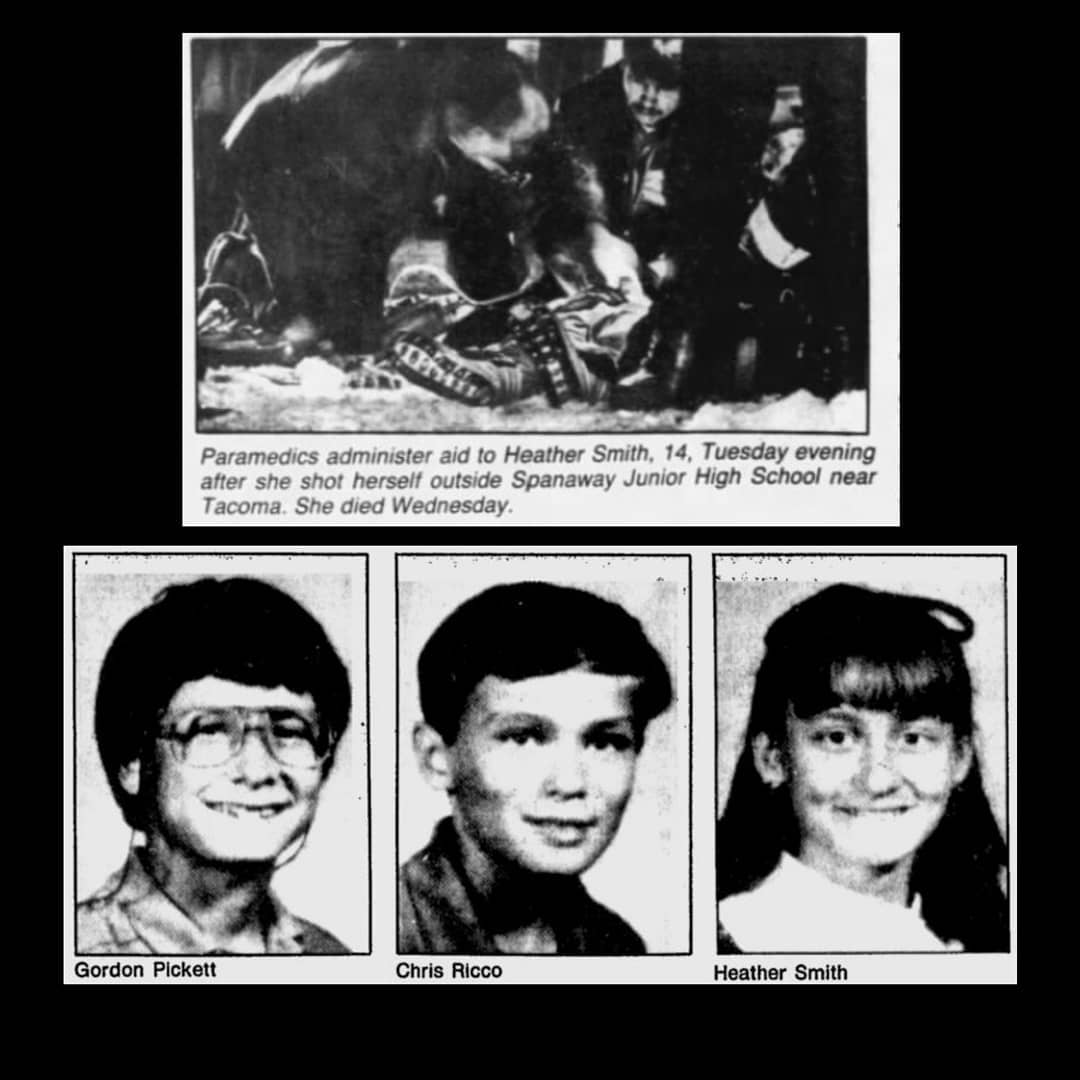 Paramedics administer aid to Heather Smith, 14, Tuesday evening
after she shot herself outside Spanaway Junior High School near
Tacoma. She died Wednesday.
Gordon Pickett
Chris Ricco
Heather Smith